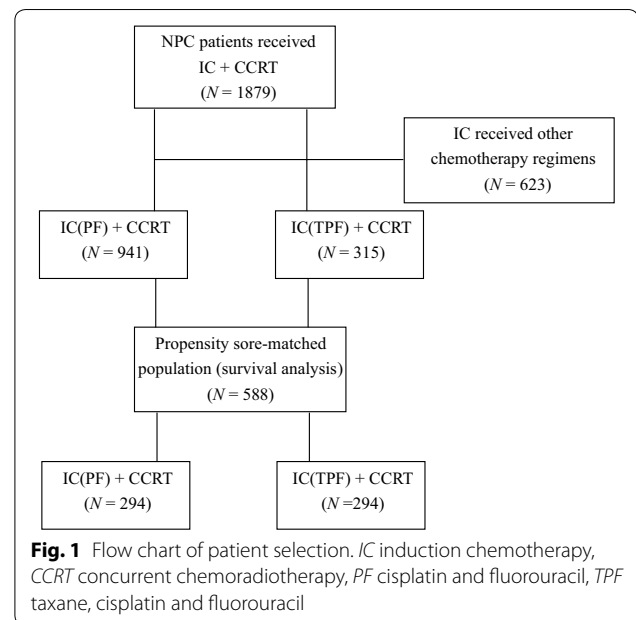 NPC patients received
IC + CCRT
(N = 1879)
IC received other
chemotherapy regimens
(N = 623)
IC(PF) + CCRT
(N = 941)
IC(TPF) + CCRT
(N = 315)
Propensity sore-matched
population (survival analysis)
(N = 588)
IC(PF) + CCRT
(N = 294)
IC(TPF) + CCRT
(N =294)
Fig. 1 Flow chart of patient selection. IC induction chemotherapy,
CCRT concurrent chemoradiotherapy, PF cisplatin and fluorouracil, TPF
taxane, cisplatin and fluorouracil